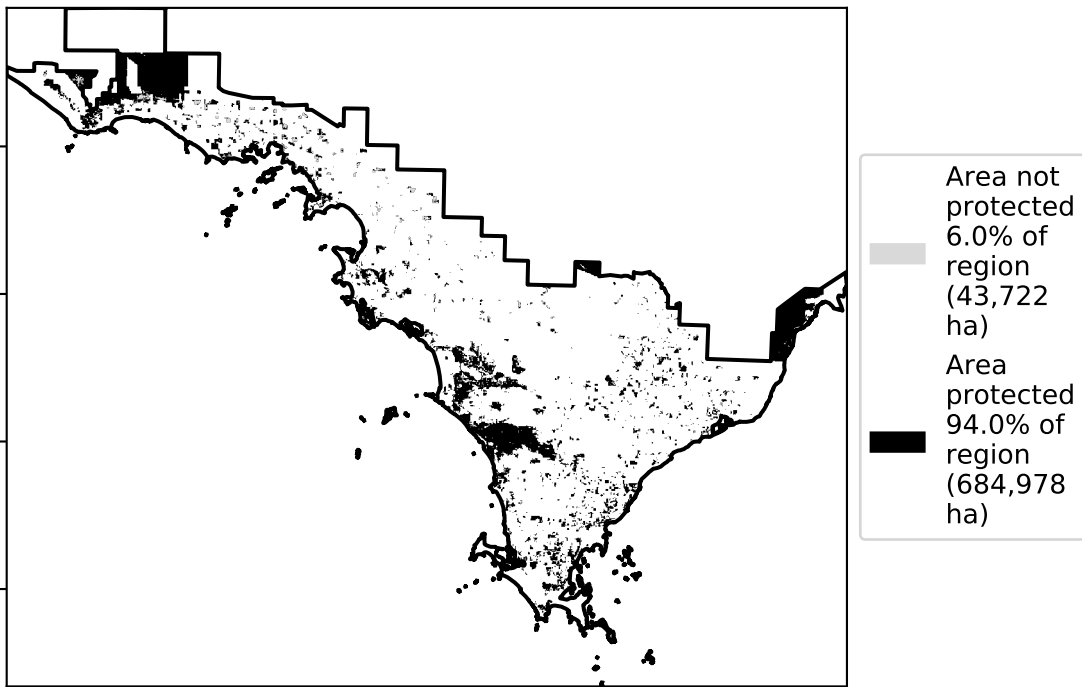 Area not
protected
6.0% of
region
(43,722
ha)
Area
protected
94.0% of
region
(684,978
ha)